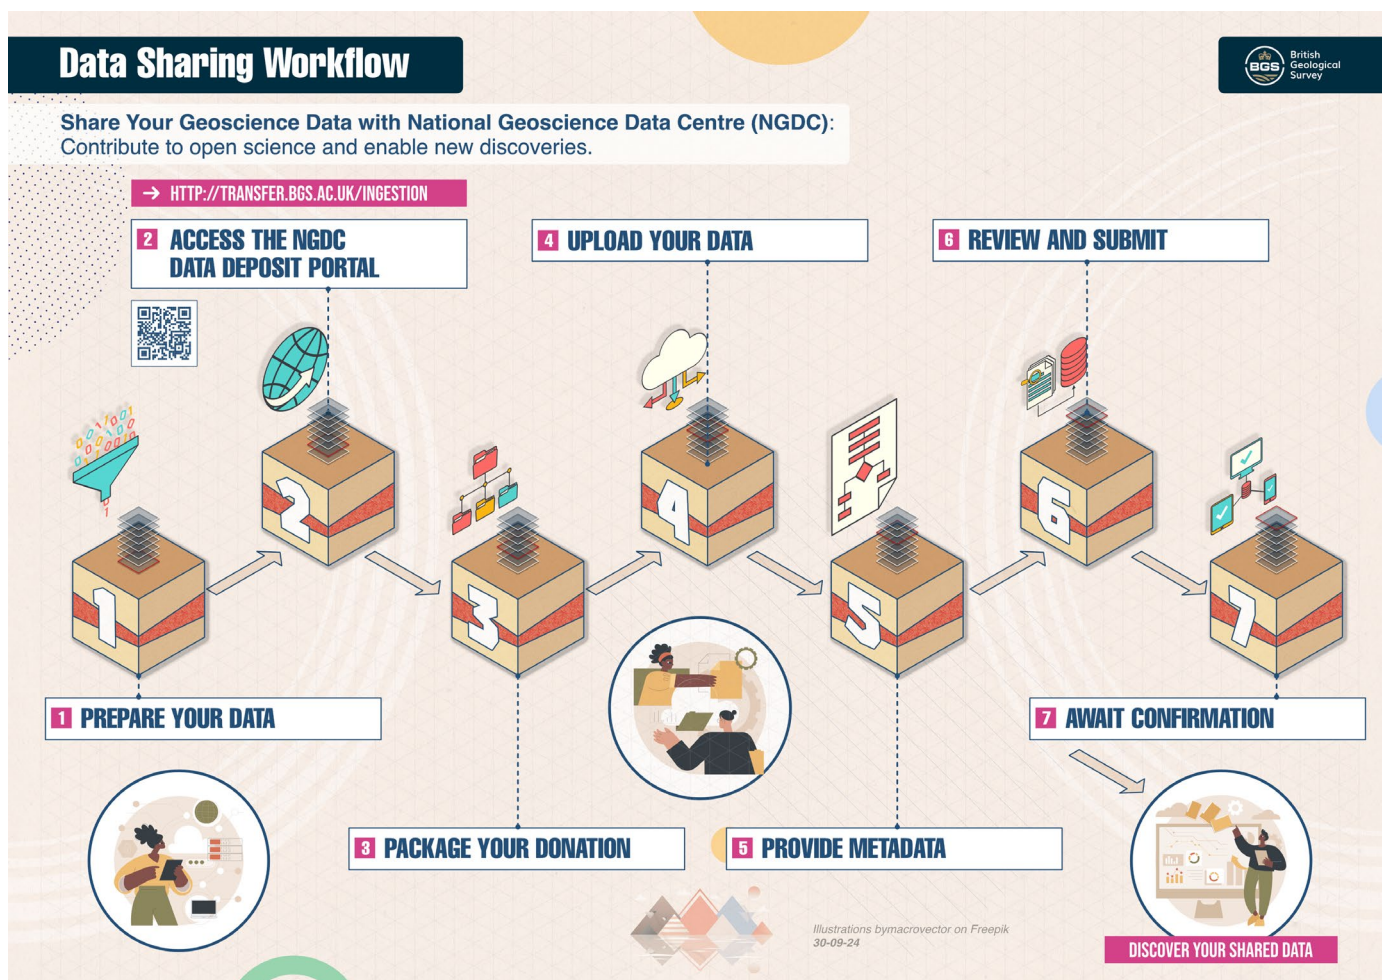 Data Sharing Workflow
BGS
British
Geological
Survey
Share Your Geoscience Data with National Geoscience Data Centre (NGDC):
Contribute to open science and enable new discoveries.
→ HTTP://TRANSFER.BGS.AC.UK/INGESTION
2 ACCESS THE NGDC
DATA DEPOSIT PORTAL
4 UPLOAD YOUR DATA
6 REVIEW AND SUBMIT
1
2
3
4
5
6
7
1 PREPARE YOUR DATA
7 AWAIT CONFIRMATION
3 PACKAGE YOUR DONATION
5 PROVIDE METADATA
Illustrations bymacrovector on Freepik
30-09-24
DISCOVER YOUR SHARED DATA